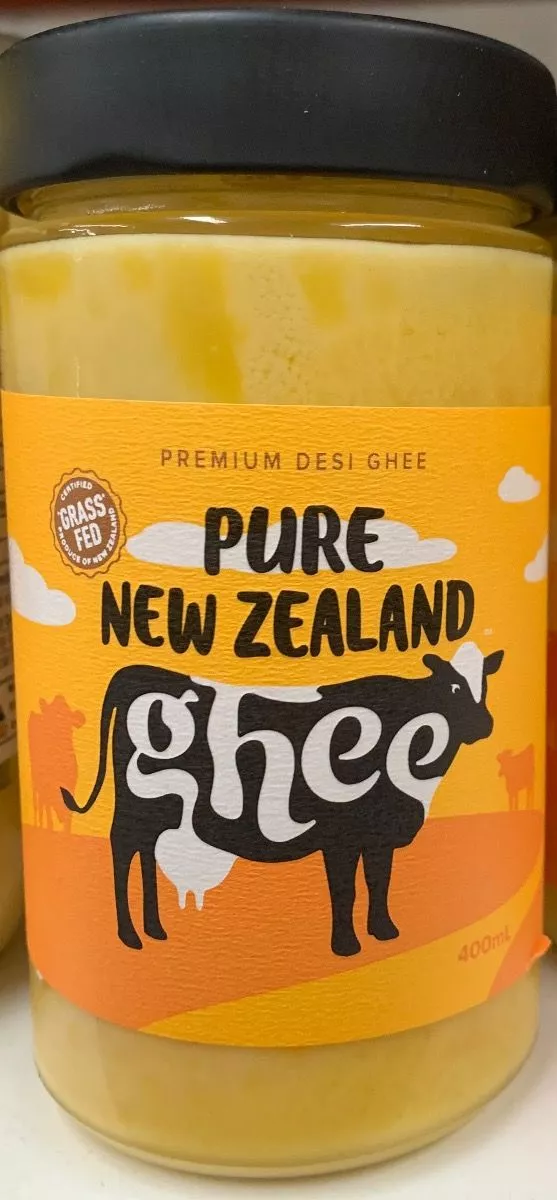 PREMIUM DESI GHEE
CERTIFIED
GRASS
FED
PRODUCE OF NEW ZEALAND
PURE
NEW ZEALAND
ghee
400mL